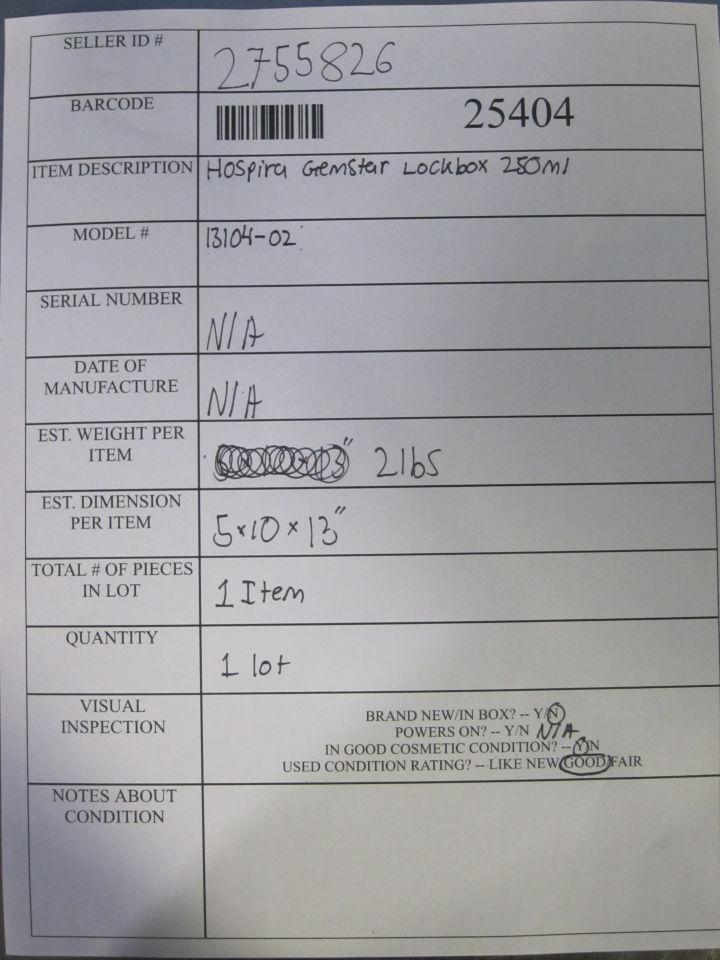 SELLER ID #
2755826
BARCODE
25404
ITEM DESCRIPTION
Hospira Gemstar Lockbox 250ml
MODEL #
13104-02
SERIAL NUMBER
N/A
DATE OF
MANUFACTURE
N/A
EST. WEIGHT PER
ITEM
2lbs
EST. DIMENSION
PER ITEM
5x10x13"
TOTAL # OF PIECES
IN LOT
1 Item
QUANTITY
1 lot
VISUAL
INSPECTION
BRAND NEW/IN BOX? -- Y/N
POWERS ON? -- Y/N N/A
IN GOOD COSMETIC CONDITION? -- Y/N
USED CONDITION RATING? -- LIKE NEW/GOOD/FAIR
NOTES ABOUT
CONDITION